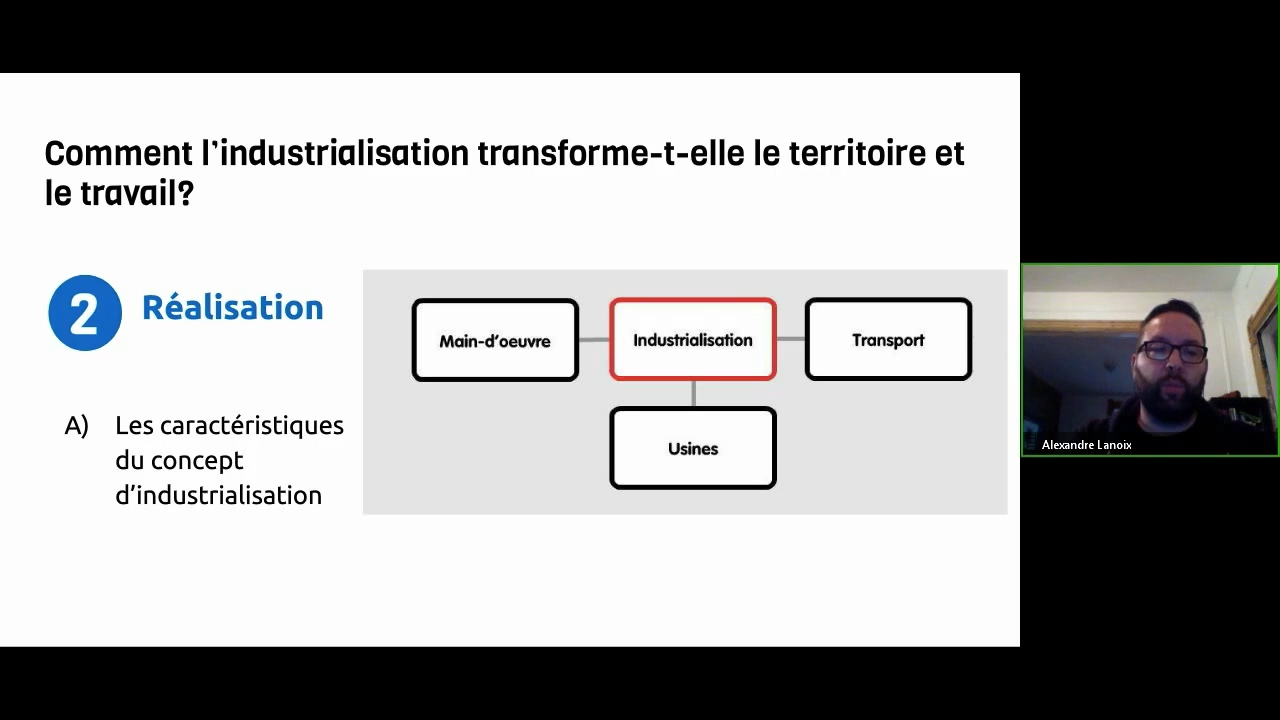 Comment l’industrialisation transforme-t-elle le territoire et
le travail?
2 Réalisation
A) Les caractéristiques
du concept
d’industrialisation
Main-d’oeuvre
Industrialisation
Transport
Usines
Alexandre Lanoix